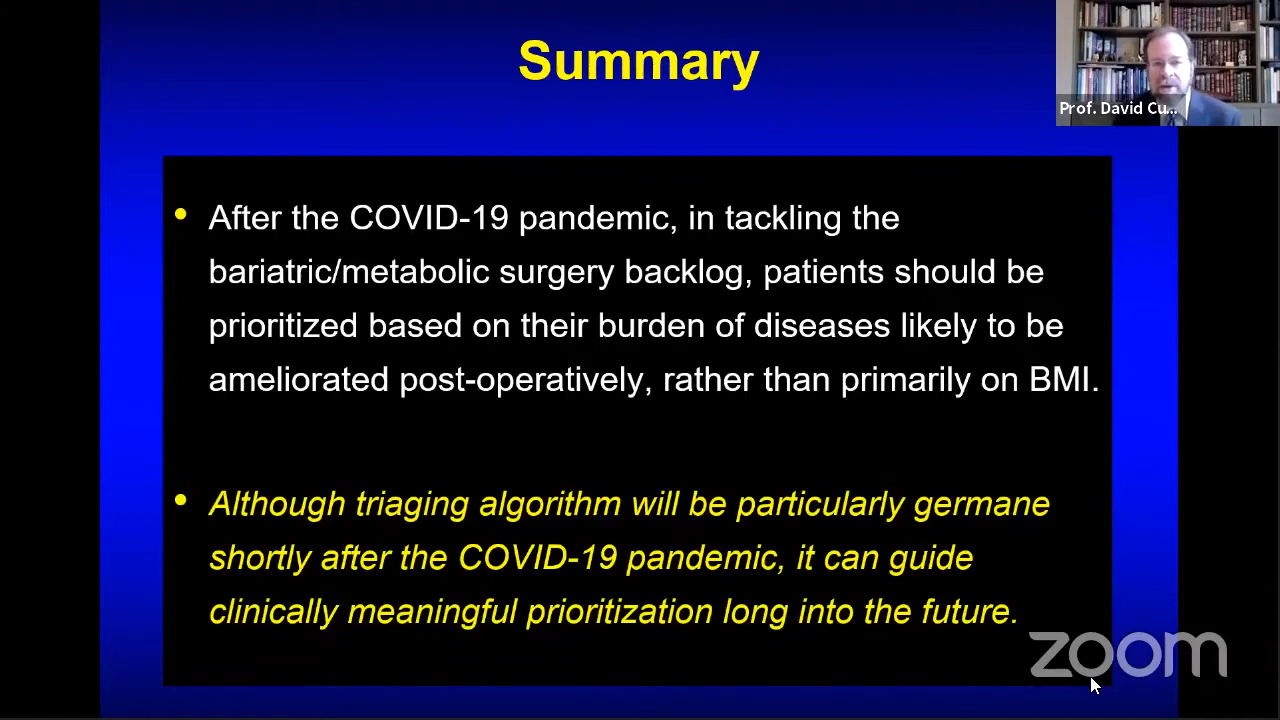 Summary
Prof. David Cu...
• After the COVID-19 pandemic, in tackling the
bariatric/metabolic surgery backlog, patients should be
prioritized based on their burden of diseases likely to be
ameliorated post-operatively, rather than primarily on BMI.
• Although triaging algorithm will be particularly germane
shortly after the COVID-19 pandemic, it can guide
clinically meaningful prioritization long into the future.
zoom